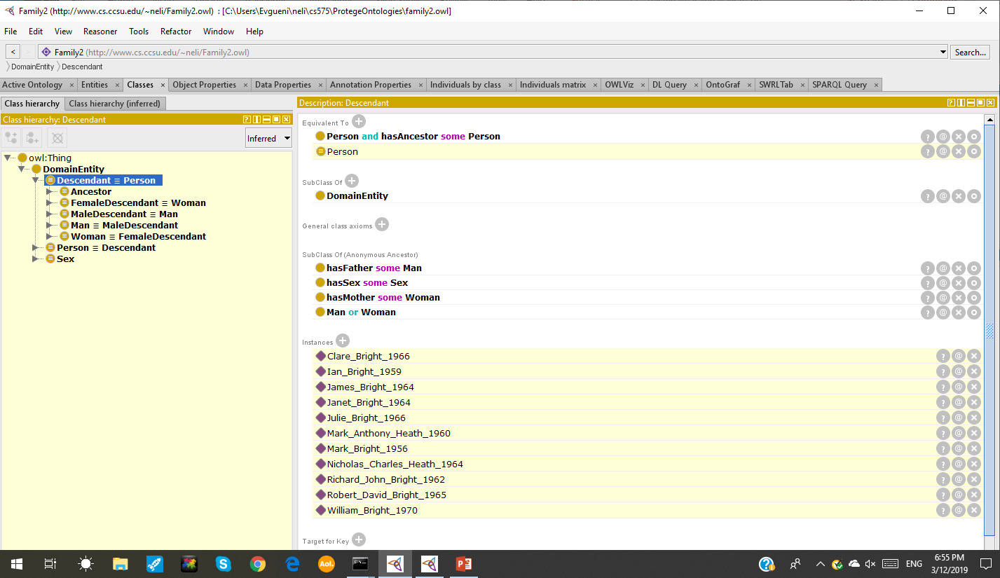 Family2 (http://www.cs.ccsu.edu/~neli/Family2.owl) : [C:\Users\Evgueni\neli\cs575\ProtegeOntologies\family2.owl]
File Edit View Reasoner Tools Refactor Window Help
< > Family2 (http://www.cs.ccsu.edu/~neli/Family2.owl) Search...
DomainEntity Descendant
Active Ontology × Entities × Classes × Object Properties × Data Properties × Annotation Properties × Individuals by class × Individuals matrix × OWLViz × DL Query × OntoGraf × SWRLTab × SPARQL Query ×
Class hierarchy Class hierarchy (inferred)
Class hierarchy: Descendant
Inferred
owl:Thing
DomainEntity
Descendant ≡ Person
Ancestor
FemaleDescendant ≡ Woman
MaleDescendant ≡ Man
Man ≡ MaleDescendant
Woman ≡ FemaleDescendant
Person ≡ Descendant
Sex
Description: Descendant
Equivalent To
Person and hasAncestor some Person
Person
SubClass Of
DomainEntity
General class axioms
SubClass Of (Anonymous Ancestor)
hasFather some Man
hasSex some Sex
hasMother some Woman
Man or Woman
Instances
Clare_Bright_1966
Ian_Bright_1959
James_Bright_1964
Janet_Bright_1964
Julie_Bright_1966
Mark_Anthony_Heath_1960
Mark_Bright_1956
Nicholas_Charles_Heath_1964
Richard_John_Bright_1962
Robert_David_Bright_1965
William_Bright_1970
Target for Key
Aol.
ENG
6:55 PM
3/12/2019